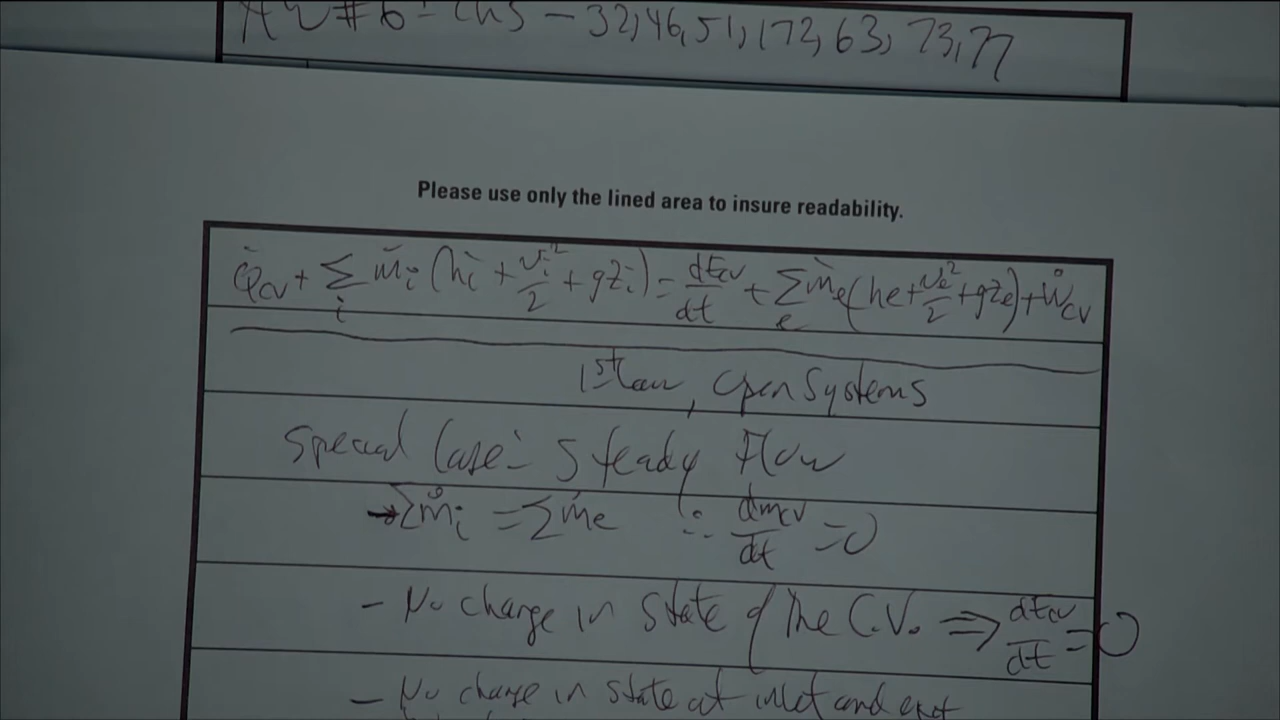 HW #6 - Ch 5 - 32, 46, 51, 172, 63, 73, 77
Please use only the lined area to insure readability.
Q̇cv + Σi ṁi (hi + vi²/2 + gzi) = dEcv/dt + Σe ṁe(he + ve²/2 + gze) + Ẇcv
1st Law, Open Systems
Special Case: Steady Flow
→ Σṁi = Σṁe ∴ dmcv/dt = 0
- No change in state of the C.V. ⇒ dEcv/dt = 0
- No change in state at inlet and exit